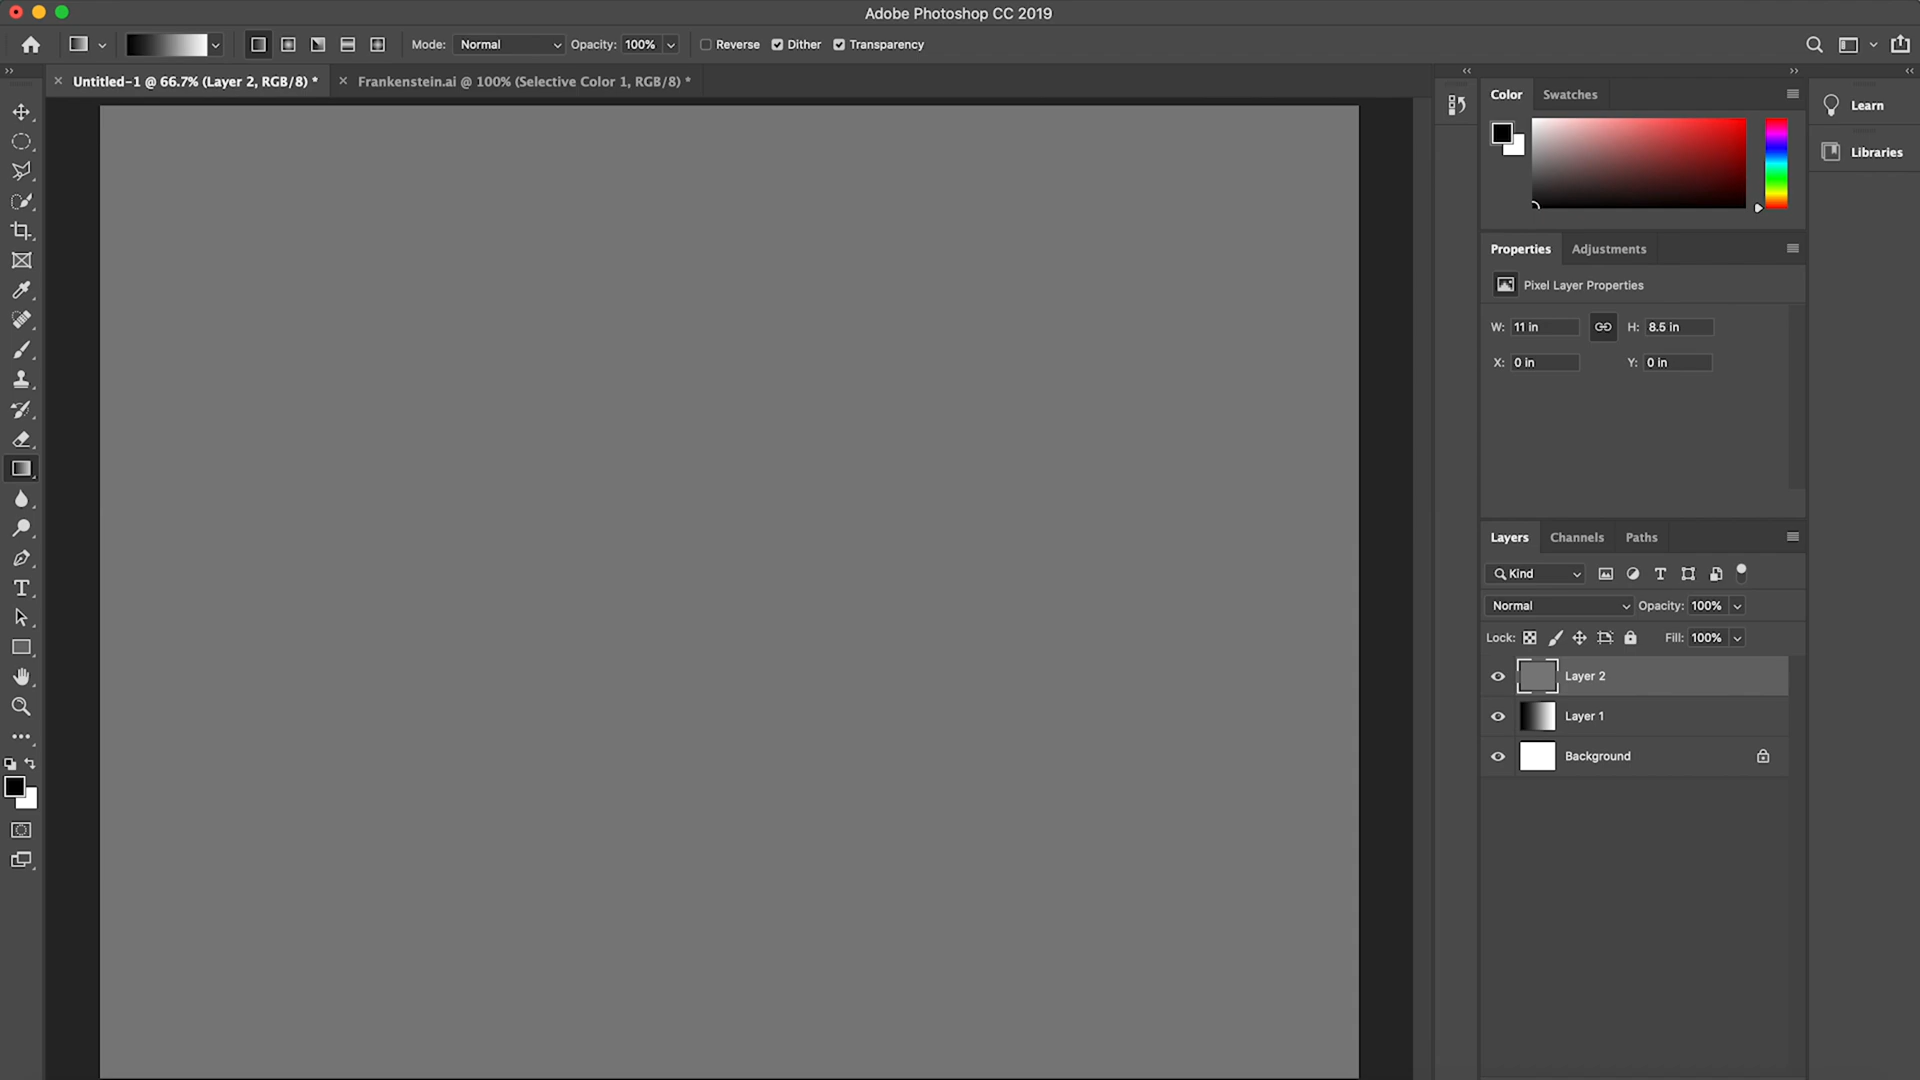 Adobe Photoshop CC 2019
Mode: Normal Opacity: 100% Reverse Dither Transparency
Untitled-1 @ 66.7% (Layer 2, RGB/8) * Frankenstein.ai @ 100% (Selective Color 1, RGB/8) *
Color Swatches
Learn
Libraries
Properties Adjustments
Pixel Layer Properties
W: 11 in H: 8.5 in
X: 0 in Y: 0 in
Layers Channels Paths
Kind
Normal Opacity: 100%
Lock: Fill: 100%
Layer 2
Layer 1
Background